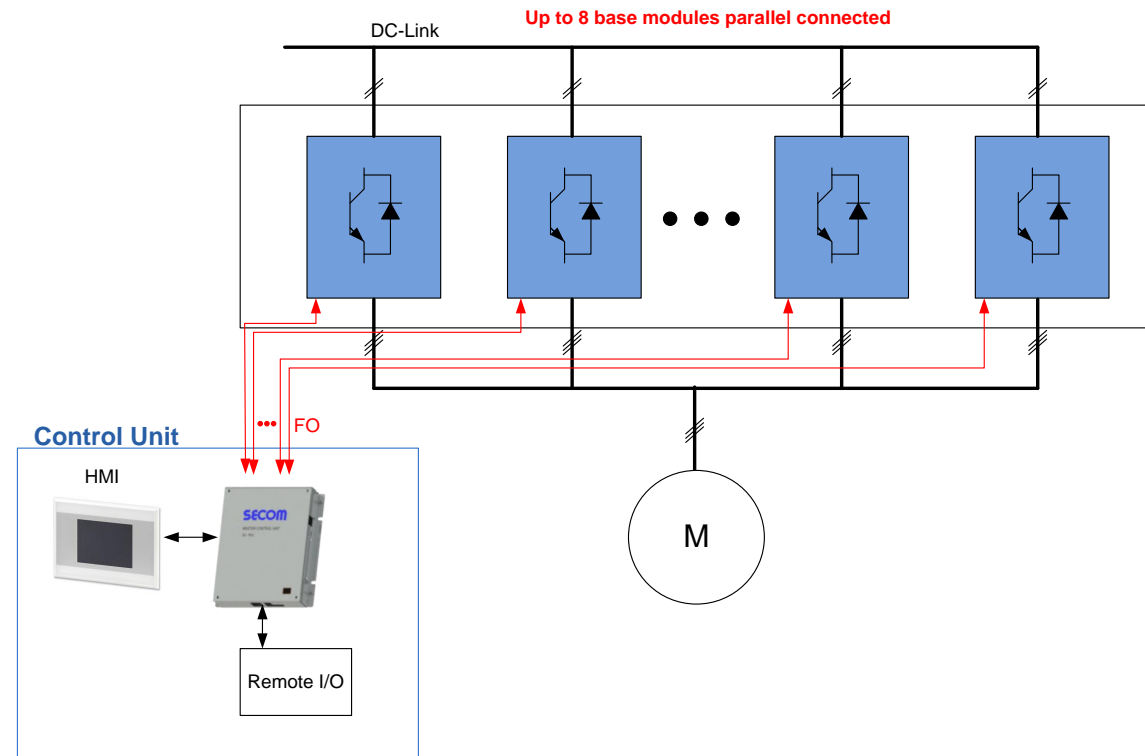 Up to 8 base modules parallel connected
DC-Link
FO
Control Unit
HMI
SECOM
M
Remote I/O